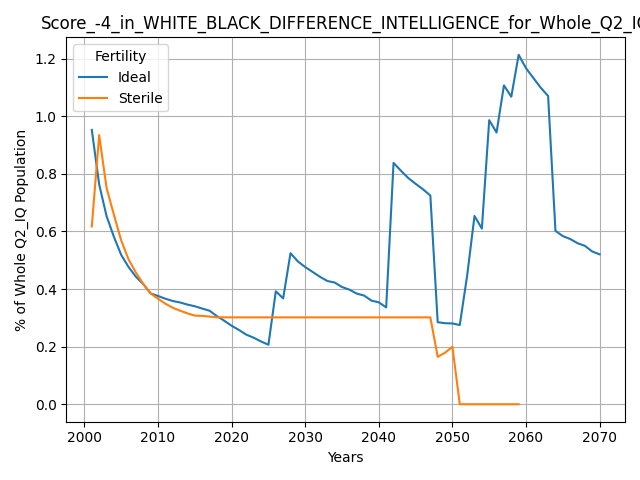 Score_-4_in_WHITE_BLACK_DIFFERENCE_INTELLIGENCE_for_Whole_Q2_IQ
Fertility
Ideal
Sterile
% of Whole Q2_IQ Population
1.2
1.0
0.8
0.6
0.4
0.2
0.0
2000 2010 2020 2030 2040 2050 2060 2070
Years